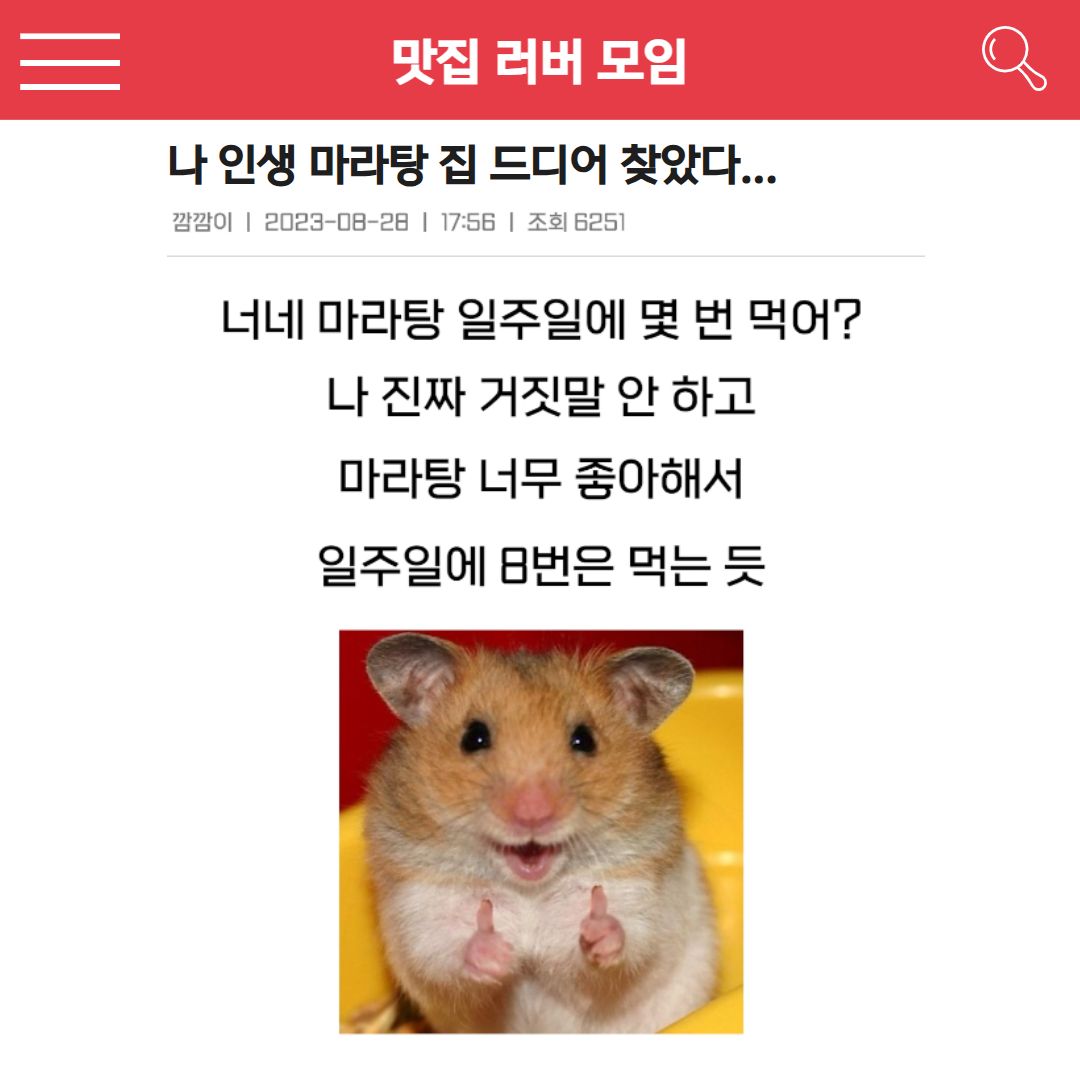 맛집 러버 모임
나 인생 마라탕 집 드디어 찾았다...
깜깜이 | 2023-08-28 | 17:56 | 조회 6251
너네 마라탕 일주일에 몇 번 먹어?
나 진짜 거짓말 안 하고
마라탕 너무 좋아해서
일주일에 8번은 먹는 듯